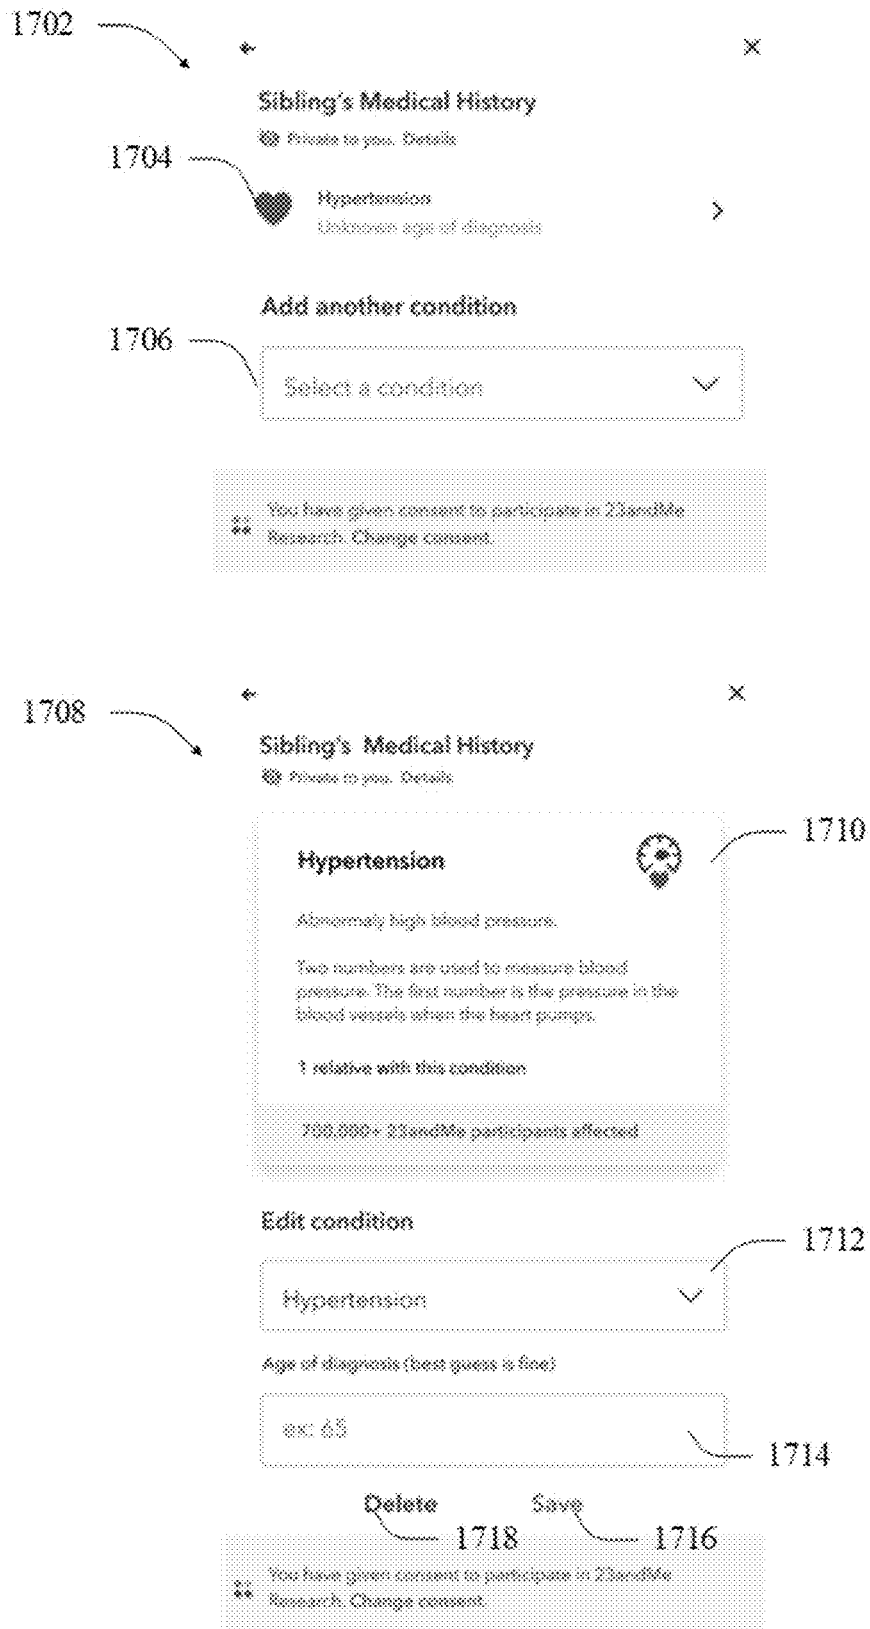 1702
Sibling's Medical History
Private to you. Details
1704
Hypertension
Unknown age of diagnosis
Add another condition
1706
Select a condition
You have given consent to participate in 23andMe
Research. Change consent.
1708
Sibling's Medical History
Private to you. Details
1710
Hypertension
Abnormaly high blood pressure.
Two numbers are used to measure blood
pressure. The first number is the pressure in the
blood vessels when the heart pumps.
1 relative with this condition
700,000+ 23andMe participants affected
Edit condition
1712
Hypertension
Age of diagnosis (best guess is fine)
ex: 65
1714
Delete Save
1718 1716
You have given consent to participate in 23andMe
Research. Change consent.